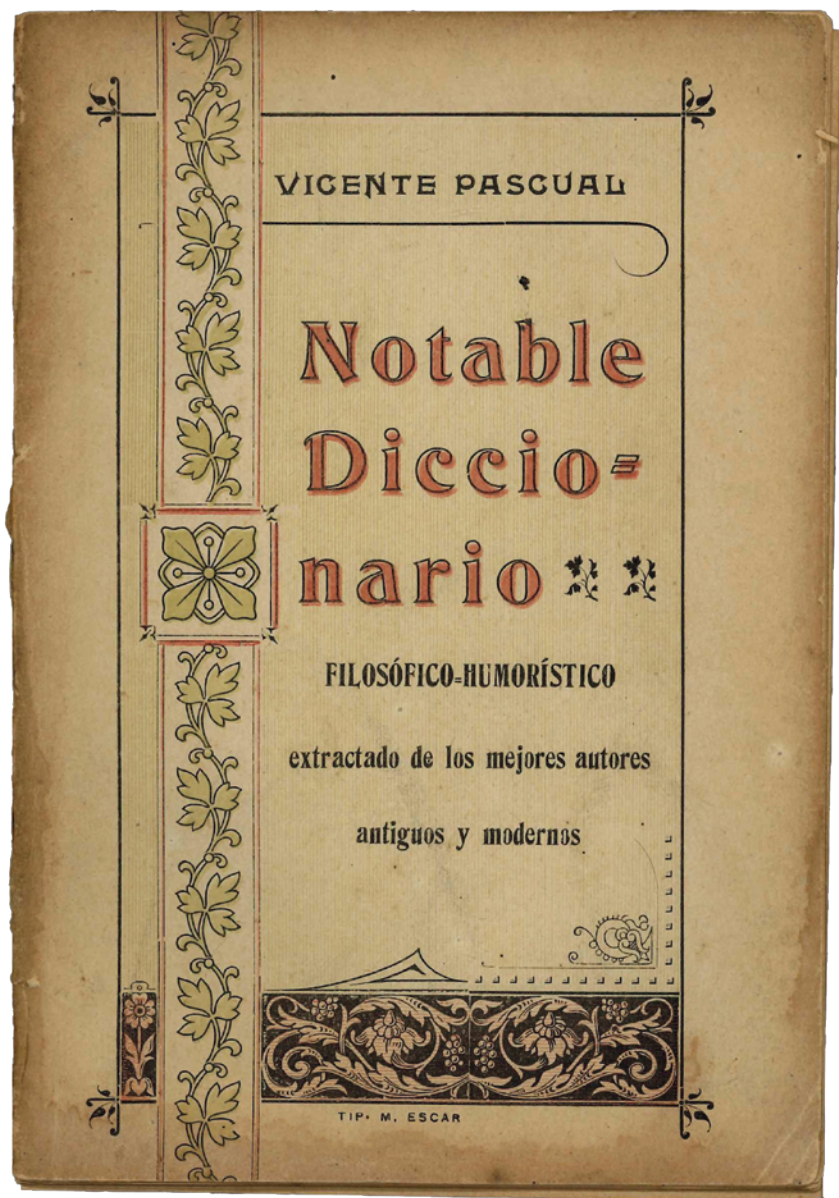 VICENTE PASCUAL
Notable
Diccio=
nario
FILOSÓFICO=HUMORÍSTICO
extractado de los mejores autores
antiguos y modernos
TIP. M. ESCAR